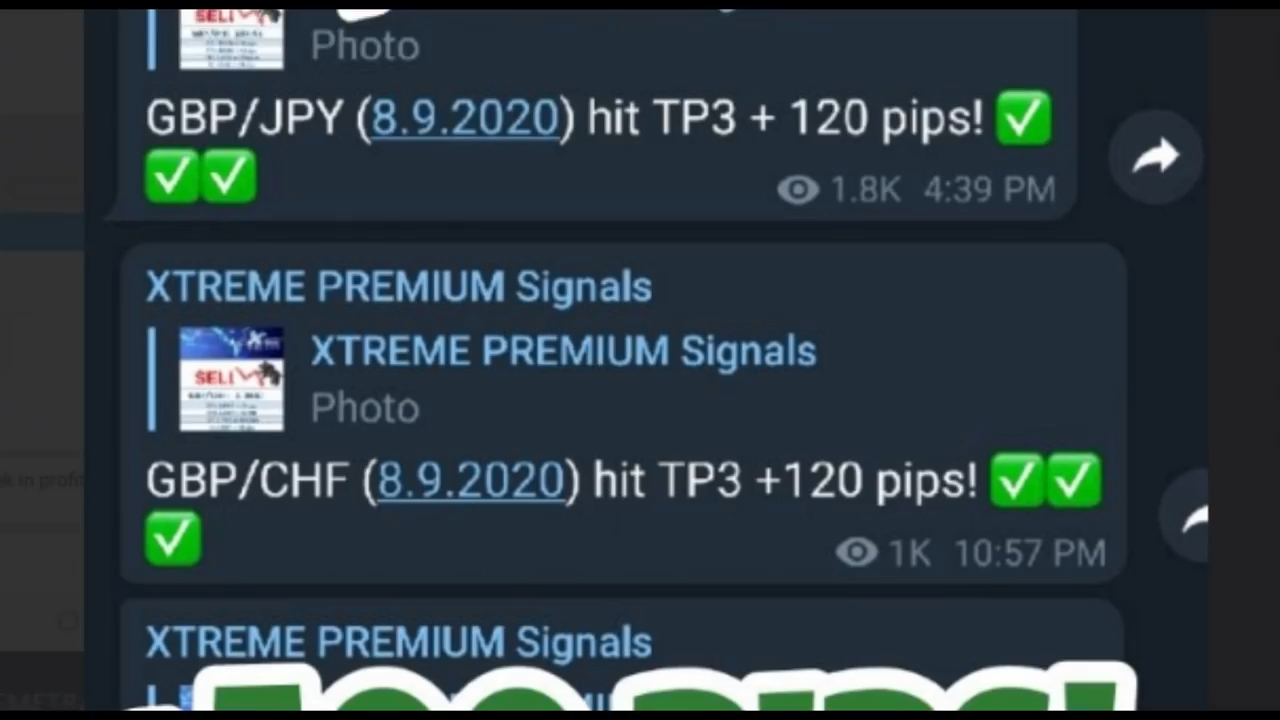 SELL
Photo
GBP/JPY (8.9.2020) hit TP3 + 120 pips! ✅
✅✅
1.8K 4:39 PM
XTREME PREMIUM Signals
XTREME PREMIUM Signals
SELL
Photo
GBP/CHF (8.9.2020) hit TP3 +120 pips! ✅✅
✅
1K 10:57 PM
XTREME PREMIUM Signals